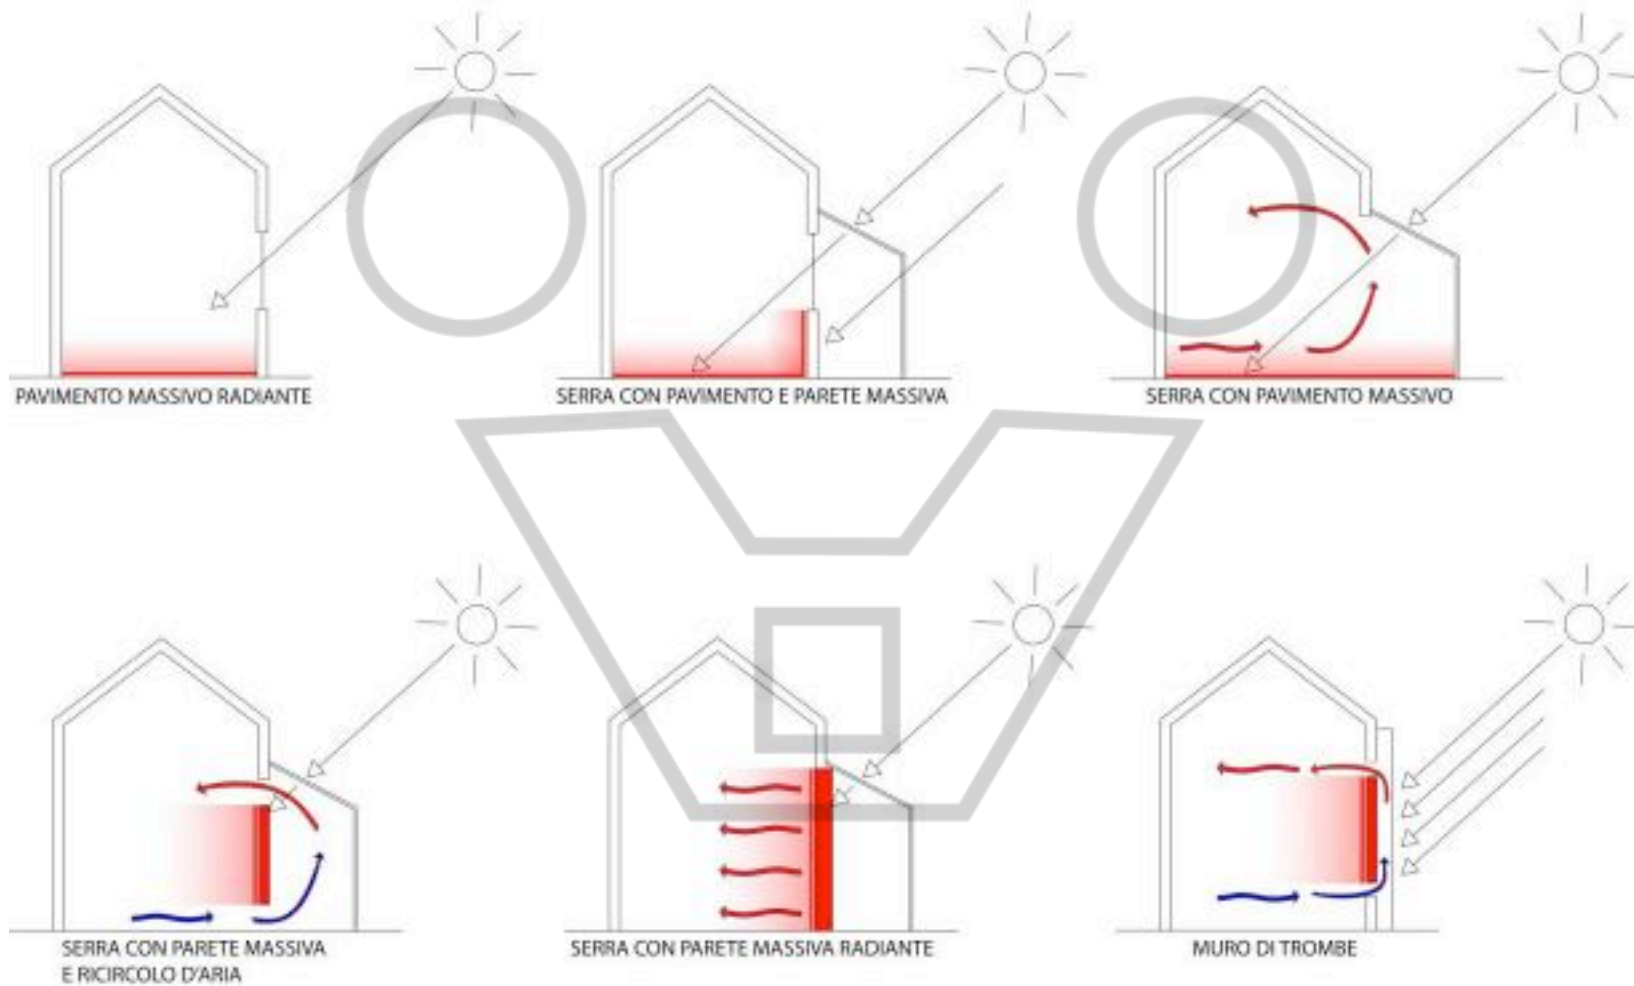 PAVIMENTO MASSIVO RADIANTE
SERRA CON PAVIMENTO E PARETE MASSIVA
SERRA CON PAVIMENTO MASSIVO
SERRA CON PARETE MASSIVA
E RICIRCOLO D'ARIA
SERRA CON PARETE MASSIVA RADIANTE
MURO DI TROMBE